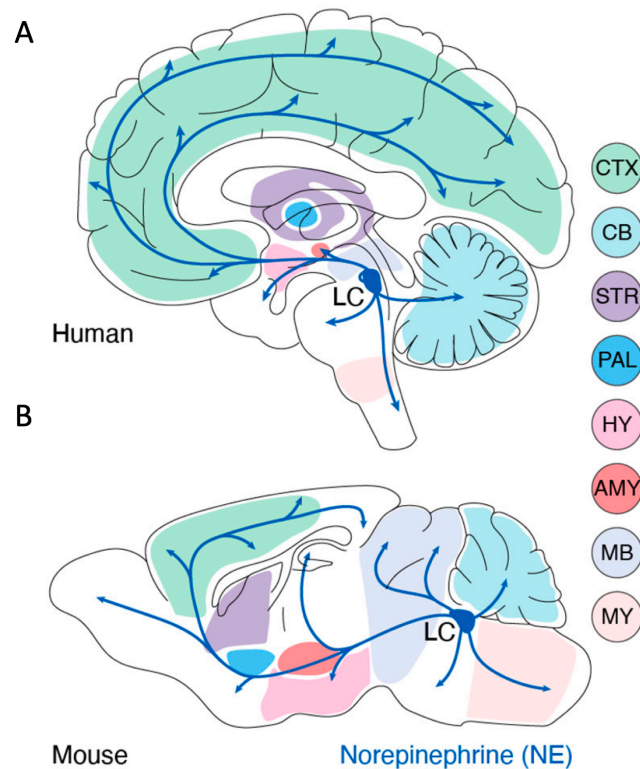 A
LC
Human
CTX
CB
STR
PAL
HY
AMY
MB
MY
B
LC
Mouse
Norepinephrine (NE)